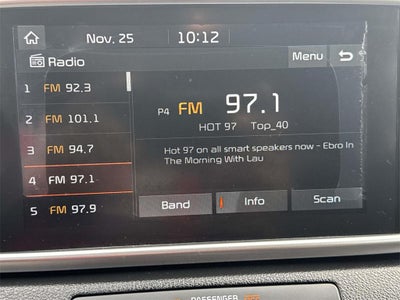 Nov. 25 10:12
Radio Menu
1 FM 92.3
2 FM 101.1
3 FM 94.7
4 FM 97.1
5 FM 97.9
P4 FM 97.1
HOT 97 Top_40
Hot 97 on all smart speakers now - Ebro In
The Morning With Lau
Band Info Scan
PASSENGER